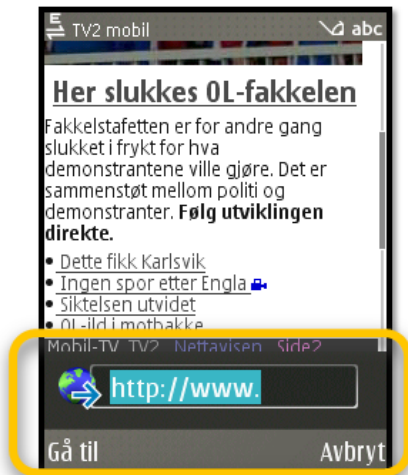 TV2 mobil abc
Her slukkes OL-fakkelen
Fakkelstafetten er for andre gang
slukket i frykt for hva
demonstrantene ville gjøre. Det er
sammenstøt mellom politi og
demonstranter. Følg utviklingen
direkte.
• Dette fikk Karlsvik
• Ingen spor etter Engla
• Siktelsen utvidet
• OL-ild i motbakke
Mobil-TV TV2 Nettavisen Side2
http://www.
Gå til Avbryt